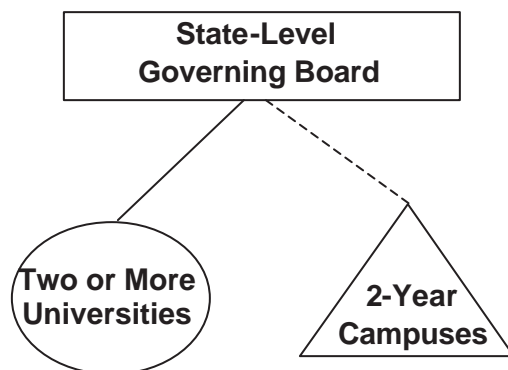 State-Level
Governing Board
Two or More
Universities
2-Year
Campuses